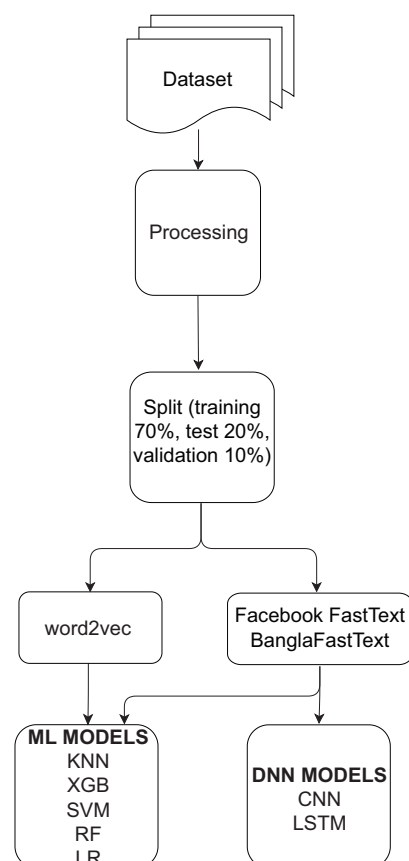 Dataset
Processing
Split (training
70%, test 20%,
validation 10%)
word2vec
Facebook FastText
BanglaFastText
ML MODELS
KNN
XGB
SVM
RF
LR
DNN MODELS
CNN
LSTM